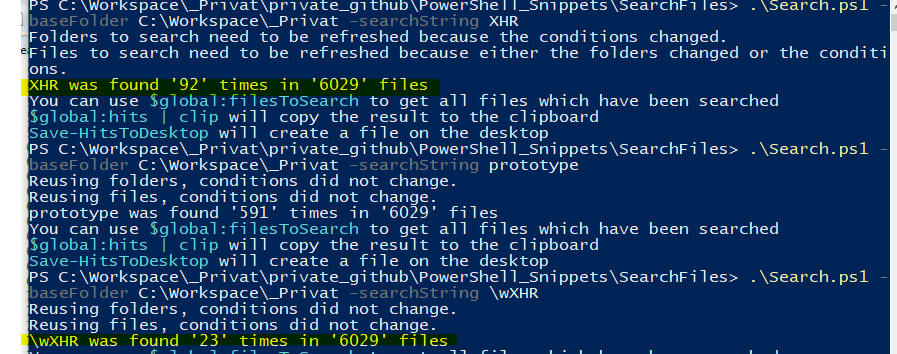 PS C:\Workspace\_Privat\private_github\PowerShell_Snippets\SearchFiles> .\Search.ps1 -
baseFolder C:\Workspace\_Privat -searchString XHR
Folders to search need to be refreshed because the conditions changed.
Files to search need to be refreshed because either the folders changed or the conditi
ons.
XHR was found '92' times in '6029' files
You can use $global:filesToSearch to get all files which have been searched
$global:hits | clip will copy the result to the clipboard
Save-HitsToDesktop will create a file on the desktop
PS C:\Workspace\_Privat\private_github\PowerShell_Snippets\SearchFiles> .\Search.ps1 -
baseFolder C:\Workspace\_Privat -searchString prototype
Reusing folders, conditions did not change.
Reusing files, conditions did not change.
prototype was found '591' times in '6029' files
You can use $global:filesToSearch to get all files which have been searched
$global:hits | clip will copy the result to the clipboard
Save-HitsToDesktop will create a file on the desktop
PS C:\Workspace\_Privat\private_github\PowerShell_Snippets\SearchFiles> .\Search.ps1 -
baseFolder C:\Workspace\_Privat -searchString \wXHR
Reusing folders, conditions did not change.
Reusing files, conditions did not change.
\wXHR was found '23' times in '6029' files